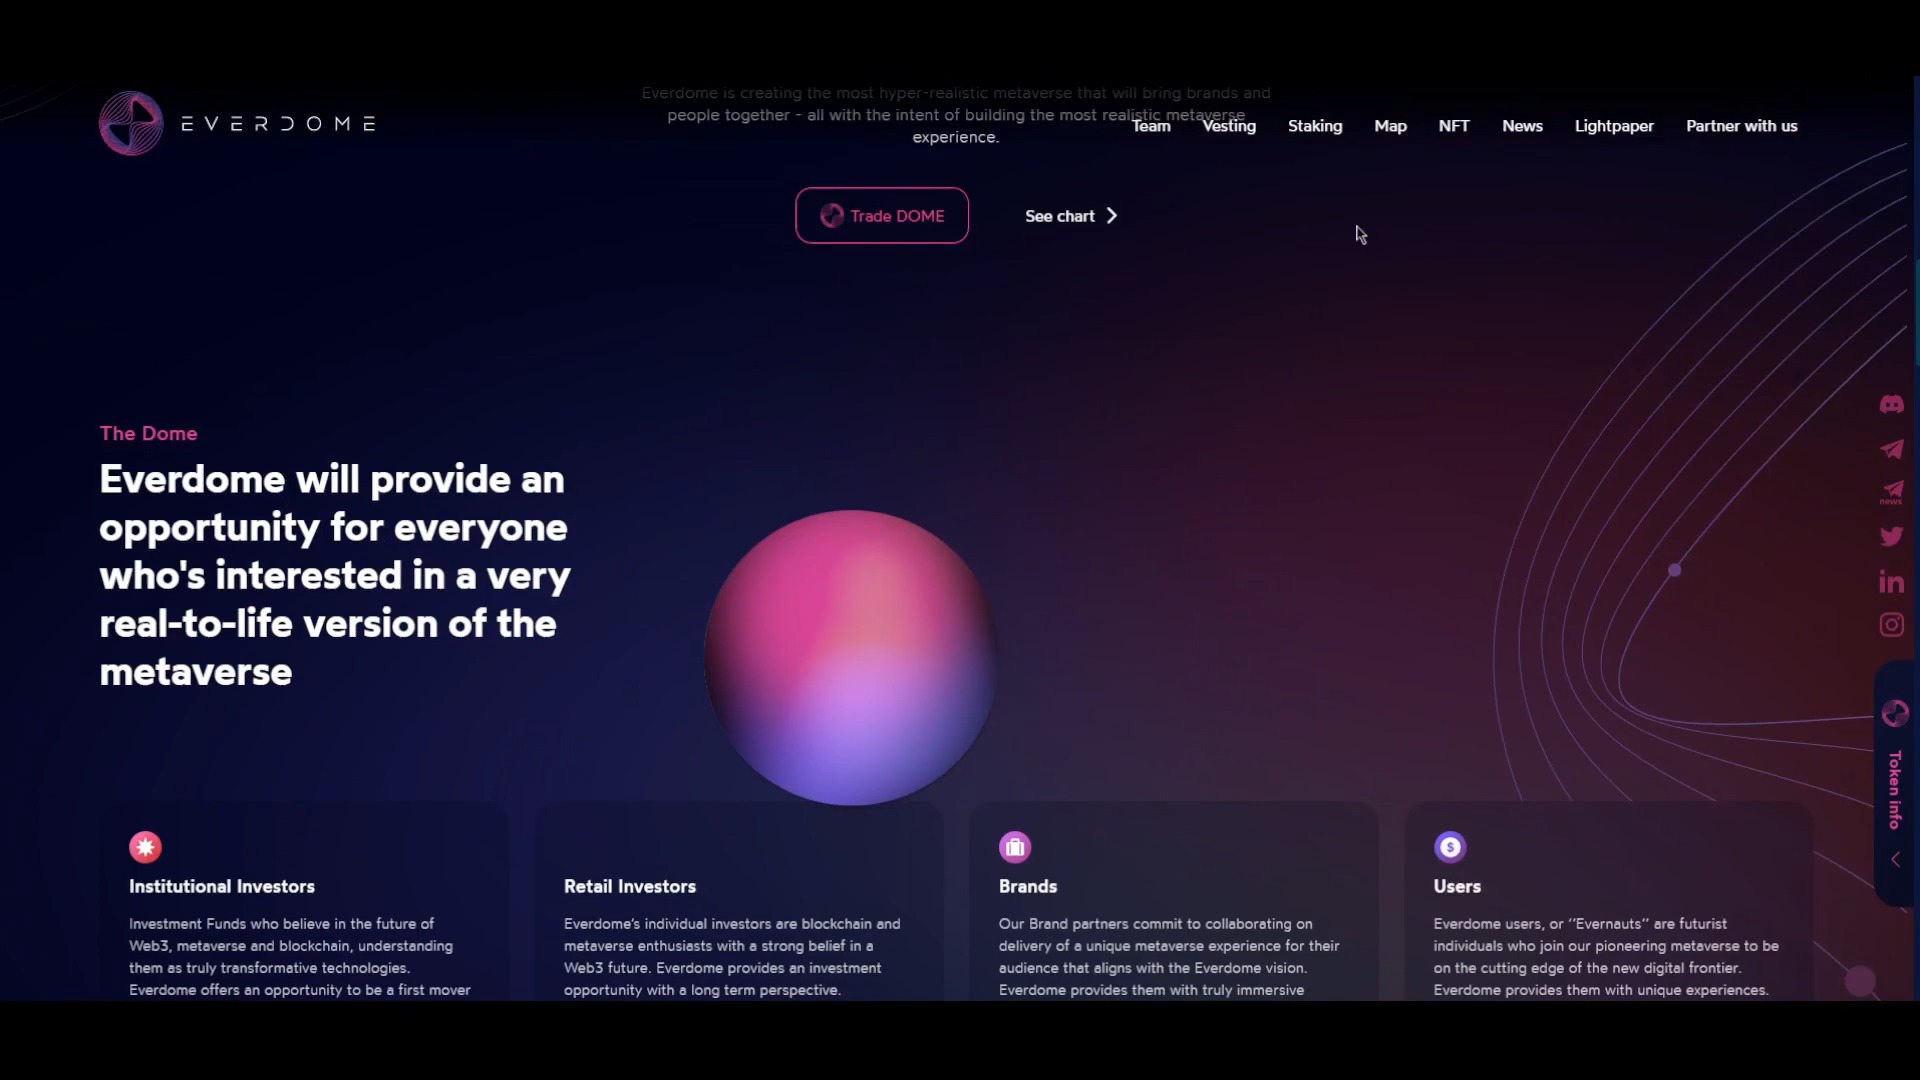 Everdome is creating the most hyper-realistic metaverse that will bring brands and
people together - all with the intent of building the most realistic metaverse
experience.
EVERDOME
Team
Vesting
Staking
Map
NFT
News
Lightpaper
Partner with us
Trade DOME
See chart
The Dome
Everdome will provide an
opportunity for everyone
who's interested in a very
real-to-life version of the
metaverse
news
Token info
Institutional Investors
Investment Funds who believe in the future of
Web3, metaverse and blockchain, understanding
them as truly transformative technologies.
Everdome offers an opportunity to be a first mover
Retail Investors
Everdome's individual investors are blockchain and
metaverse enthusiasts with a strong belief in a
Web3 future. Everdome provides an investment
opportunity with a long term perspective.
Brands
Our Brand partners commit to collaborating on
delivery of a unique metaverse experience for their
audience that aligns with the Everdome vision.
Everdome provides them with truly immersive
$
Users
Everdome users, or ‘’Evernauts’’ are futurist
individuals who join our pioneering metaverse to be
on the cutting edge of the new digital frontier.
Everdome provides them with unique experiences.